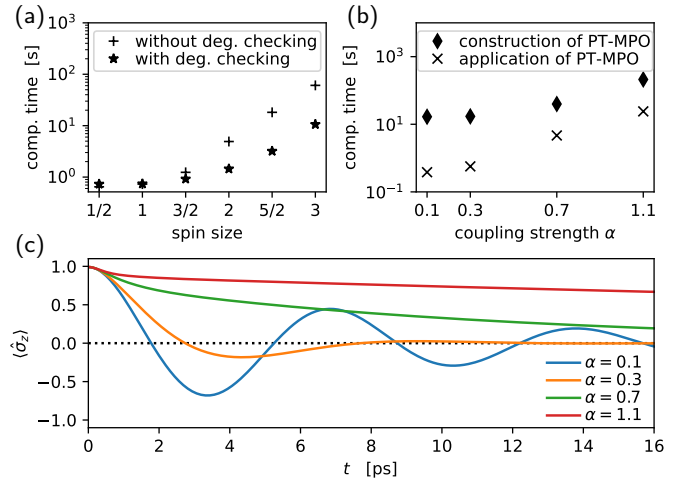 (a)
comp. time [s]
10³
10²
10¹
10⁰
+ without deg. checking
★ with deg. checking
1/2 1 3/2 2 5/2 3
spin size
(b)
comp. time [s]
10³
10¹
10⁻¹
construction of PT-MPO
application of PT-MPO
0.1 0.3 0.7 1.1
coupling strength α
(c)
⟨σ̂z⟩
1.0
0.5
0.0
−0.5
−1.0
α = 0.1
α = 0.3
α = 0.7
α = 1.1
0 2 4 6 8 10 12 14 16
t [ps]